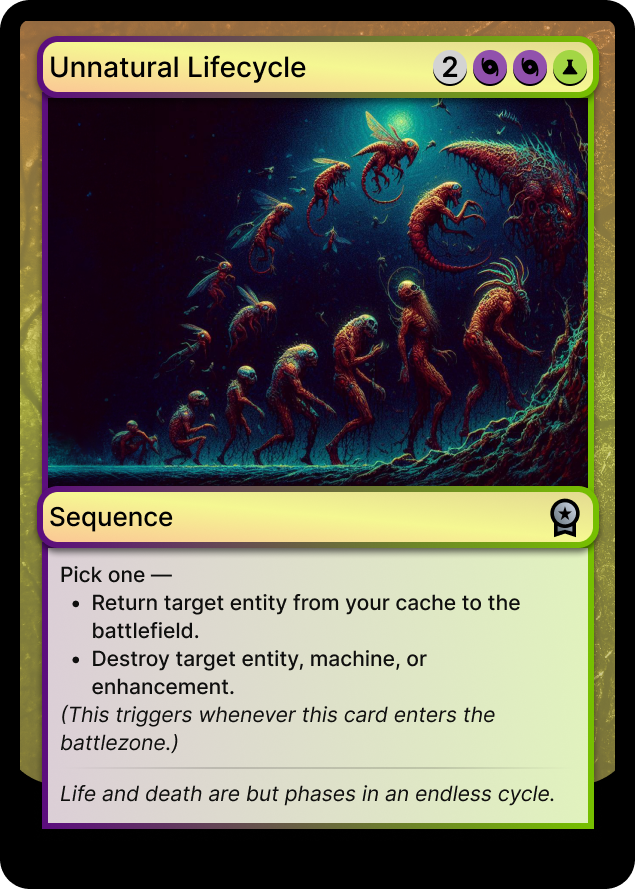 Unnatural Lifecycle 2
Sequence
Pick one —
• Return target entity from your cache to the
battlefield.
• Destroy target entity, machine, or
enhancement.
(This triggers whenever this card enters the
battlezone.)
Life and death are but phases in an endless cycle.